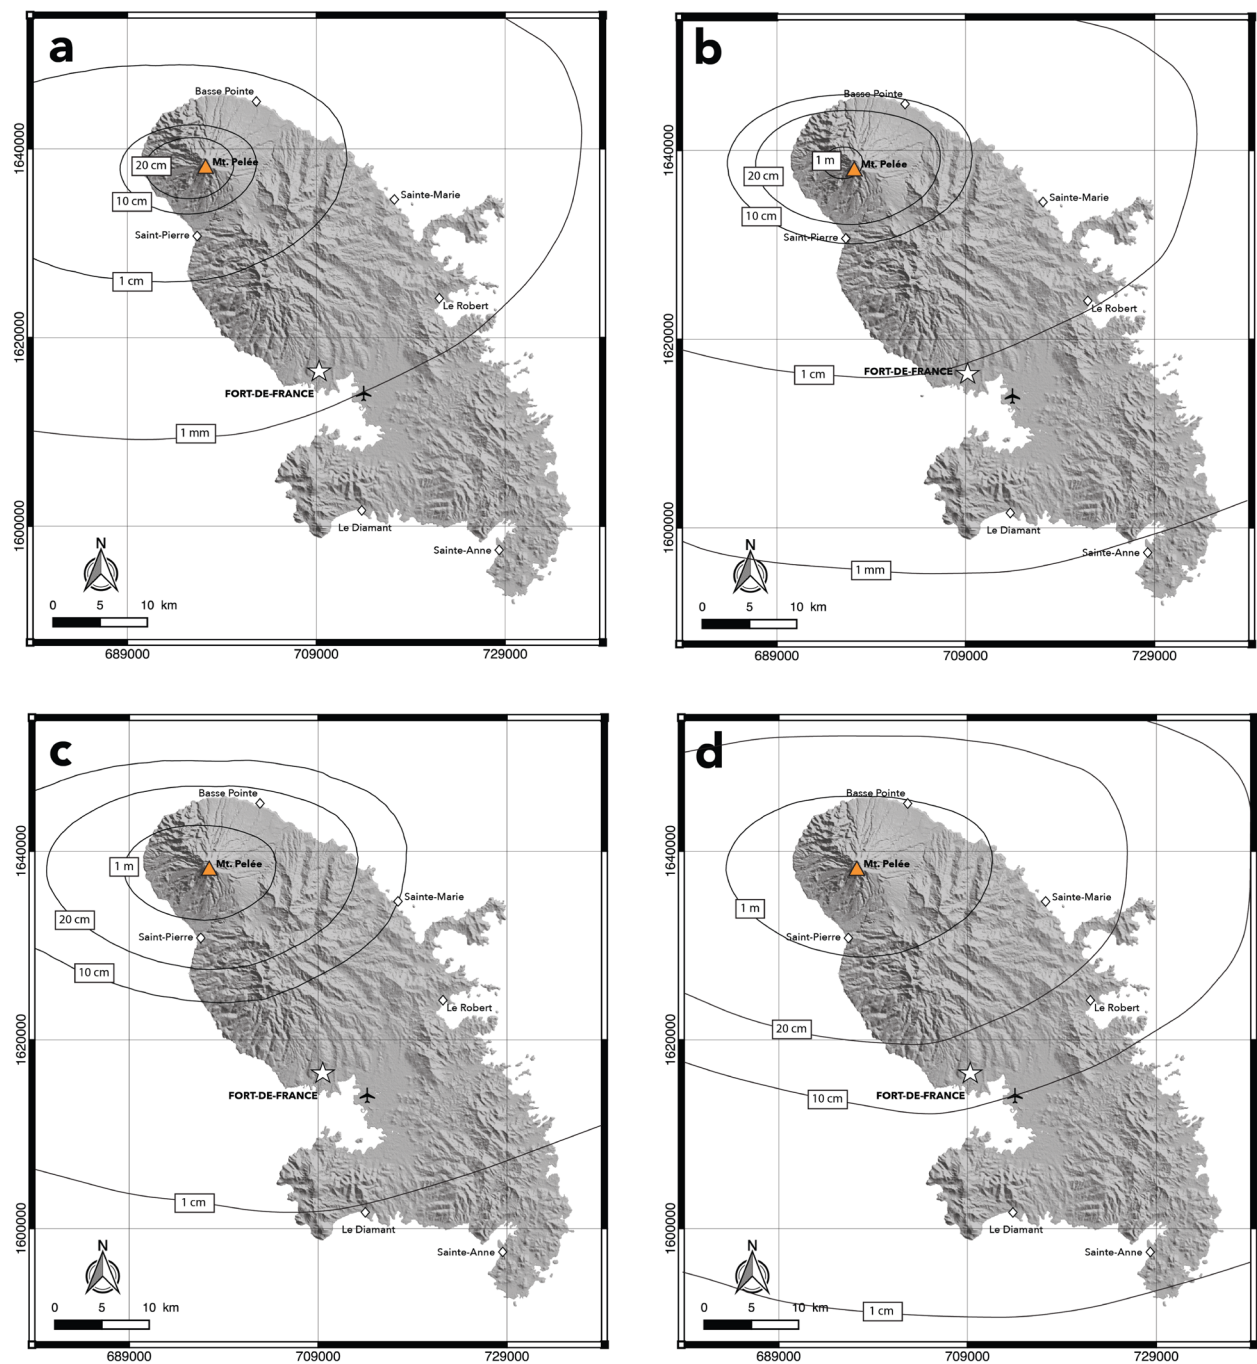 a
Basse Pointe
Mt. Pelée
20 cm
10 cm
Sainte-Marie
Saint-Pierre
1 cm
Le Robert
FORT-DE-FRANCE
1 mm
Le Diamant
Sainte-Anne
N
0 5 10 km
1640000
1620000
1600000
689000 709000 729000
b
Basse Pointe
1 m
Mt. Pelée
20 cm
10 cm
Sainte-Marie
Saint-Pierre
Le Robert
1 cm
FORT-DE-FRANCE
Le Diamant
Sainte-Anne
1 mm
N
0 5 10 km
1640000
1620000
1600000
689000 709000 729000
c
Basse Pointe
1 m
Mt. Pelée
Sainte-Marie
20 cm
Saint-Pierre
10 cm
Le Robert
FORT-DE-FRANCE
1 cm
Le Diamant
Sainte-Anne
N
0 5 10 km
1640000
1620000
1600000
689000 709000 729000
d
Basse Pointe
Mt. Pelée
1 m
Sainte-Marie
Saint-Pierre
Le Robert
20 cm
10 cm
FORT-DE-FRANCE
Le Diamant
Sainte-Anne
1 cm
N
0 5 10 km
1640000
1620000
1600000
689000 709000 729000